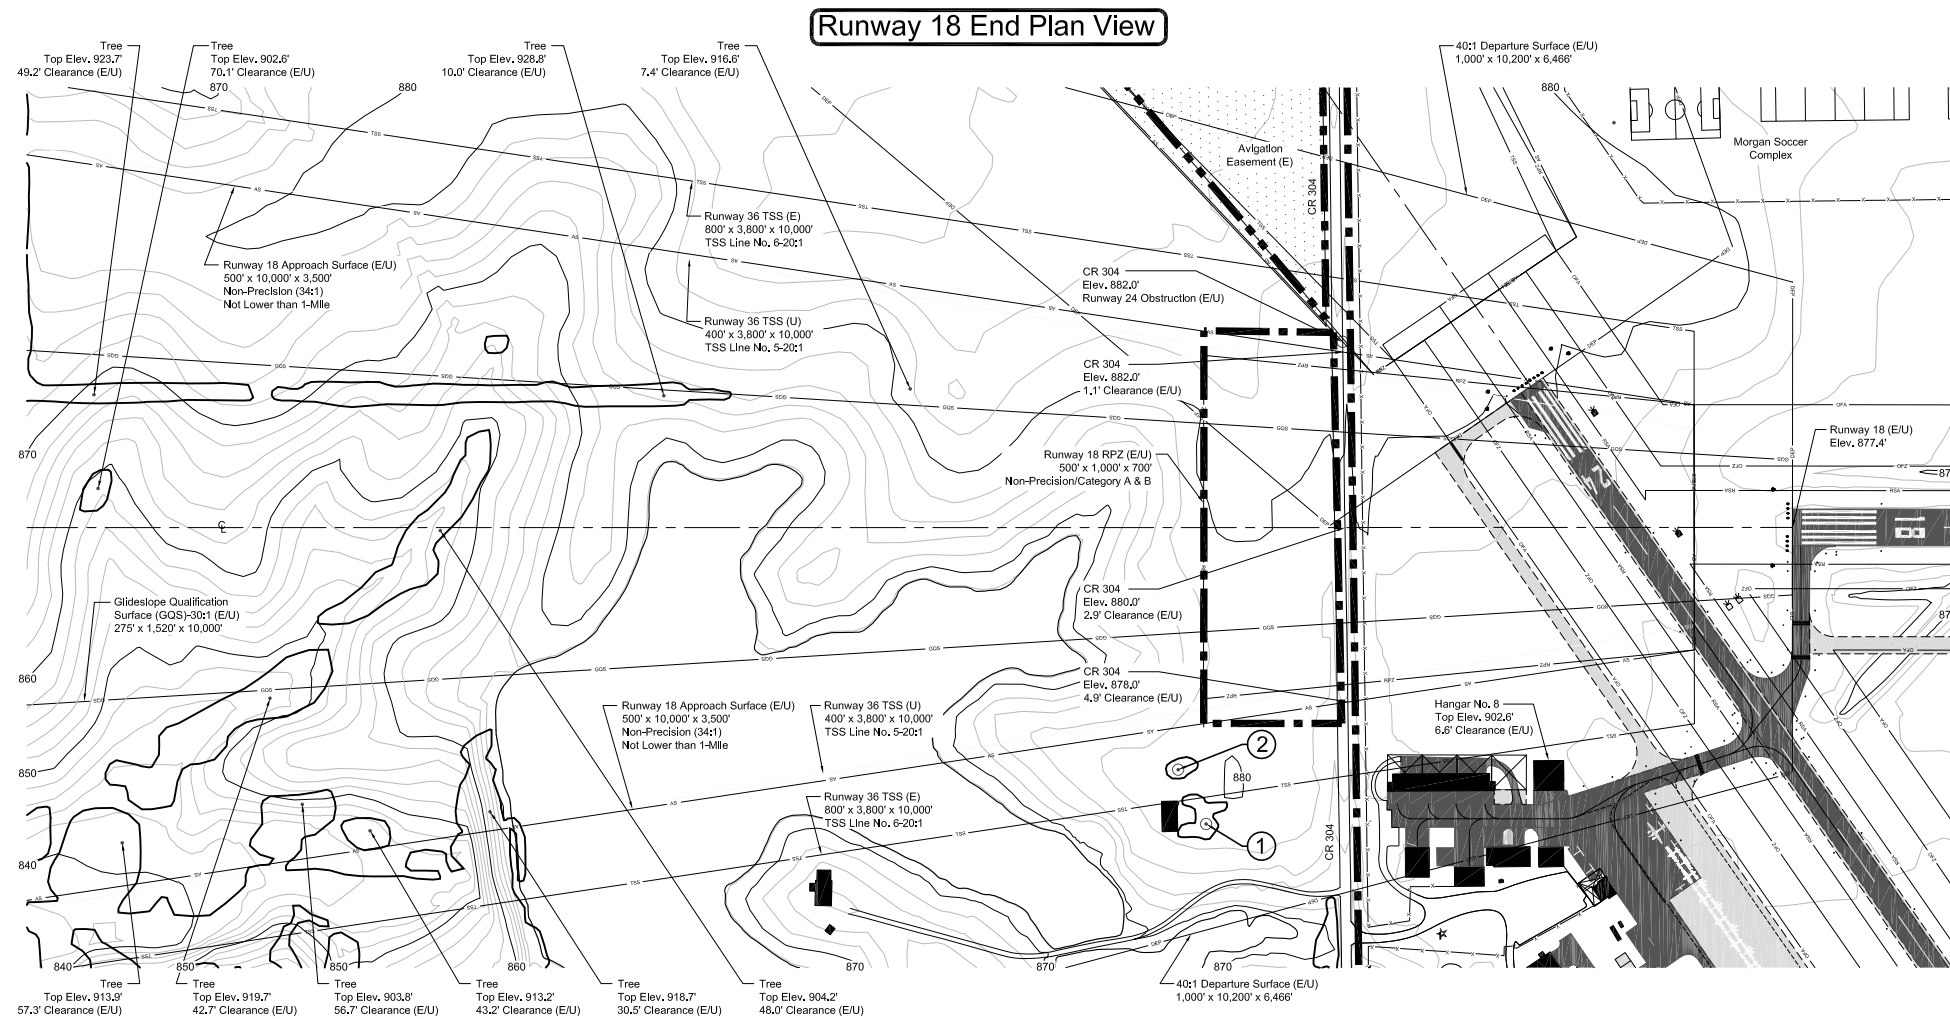 Runway 18 End Plan View
Tree
Top Elev. 923.7'
49.2' Clearance (E/U)
Tree
Top Elev. 902.6'
70.1' Clearance (E/U)
Tree
Top Elev. 928.8'
10.0' Clearance (E/U)
Tree
Top Elev. 916.6'
7.4' Clearance (E/U)
40:1 Departure Surface (E/U)
1,000' x 10,200' x 6,466'
870
880
880
Avigation
Easement (E)
CR 304
Morgan Soccer
Complex
Runway 36 TSS (E)
800' x 3,800' x 10,000'
TSS Line No. 6-20:1
Runway 18 Approach Surface (E/U)
500' x 10,000' x 3,500'
Non-Precision (34:1)
Not Lower than 1-Mile
CR 304
Elev. 882.0'
Runway 24 Obstruction (E/U)
Runway 36 TSS (U)
400' x 3,800' x 10,000'
TSS Line No. 5-20:1
CR 304
Elev. 882.0'
1.1' Clearance (E/U)
Runway 18 (E/U)
Elev. 877.4'
870
Runway 18 RPZ (E/U)
500' x 1,000' x 700'
Non-Precision/Category A & B
24
18
Glideslope Qualification
Surface (GQS)-30:1 (E/U)
275' x 1,520' x 10,000'
CR 304
Elev. 880.0'
2.9' Clearance (E/U)
860
CR 304
Elev. 878.0'
4.9' Clearance (E/U)
Runway 18 Approach Surface (E/U)
500' x 10,000' x 3,500'
Non-Precision (34:1)
Not Lower than 1-Mile
Runway 36 TSS (U)
400' x 3,800' x 10,000'
TSS Line No. 5-20:1
Hangar No. 8
Top Elev. 902.6'
6.6' Clearance (E/U)
2
850
880
Runway 36 TSS (E)
800' x 3,800' x 10,000'
TSS Line No. 6-20:1
1
CR 304
840
840
850
850
860
870
870
870
Tree
Top Elev. 913.9'
57.3' Clearance (E/U)
Tree
Top Elev. 919.7'
42.7' Clearance (E/U)
Tree
Top Elev. 903.8'
56.7' Clearance (E/U)
Tree
Top Elev. 913.2'
43.2' Clearance (E/U)
Tree
Top Elev. 918.7'
30.5' Clearance (E/U)
Tree
Top Elev. 904.2'
48.0' Clearance (E/U)
40:1 Departure Surface (E/U)
1,000' x 10,200' x 6,466'